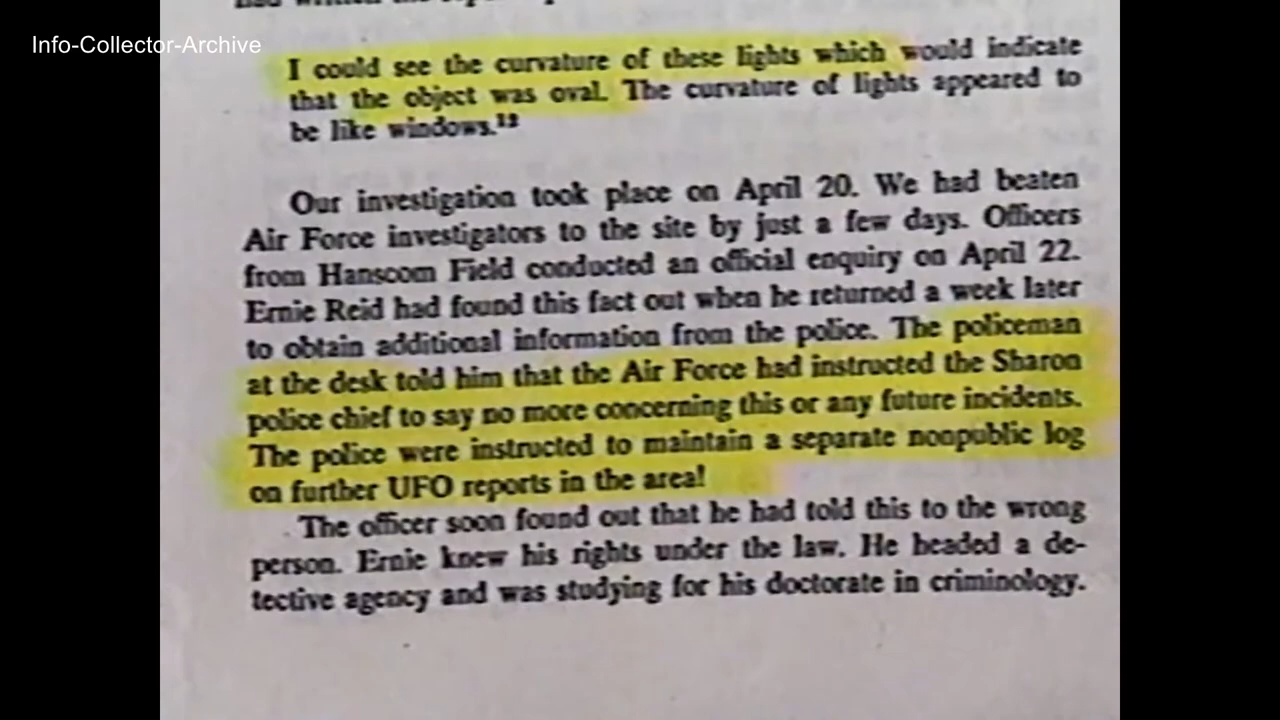 Info-Collector-Archive
I could see the curvature of these lights which would indicate
that the object was oval. The curvature of lights appeared to
be like windows.¹²
Our investigation took place on April 20. We had beaten
Air Force investigators to the site by just a few days. Officers
from Hanscom Field conducted an official enquiry on April 22.
Ernie Reid had found this fact out when he returned a week later
to obtain additional information from the police. The policeman
at the desk told him that the Air Force had instructed the Sharon
police chief to say no more concerning this or any future incidents.
The police were instructed to maintain a separate nonpublic log
on further UFO reports in the area!
The officer soon found out that he had told this to the wrong
person. Ernie knew his rights under the law. He headed a de-
tective agency and was studying for his doctorate in criminology.